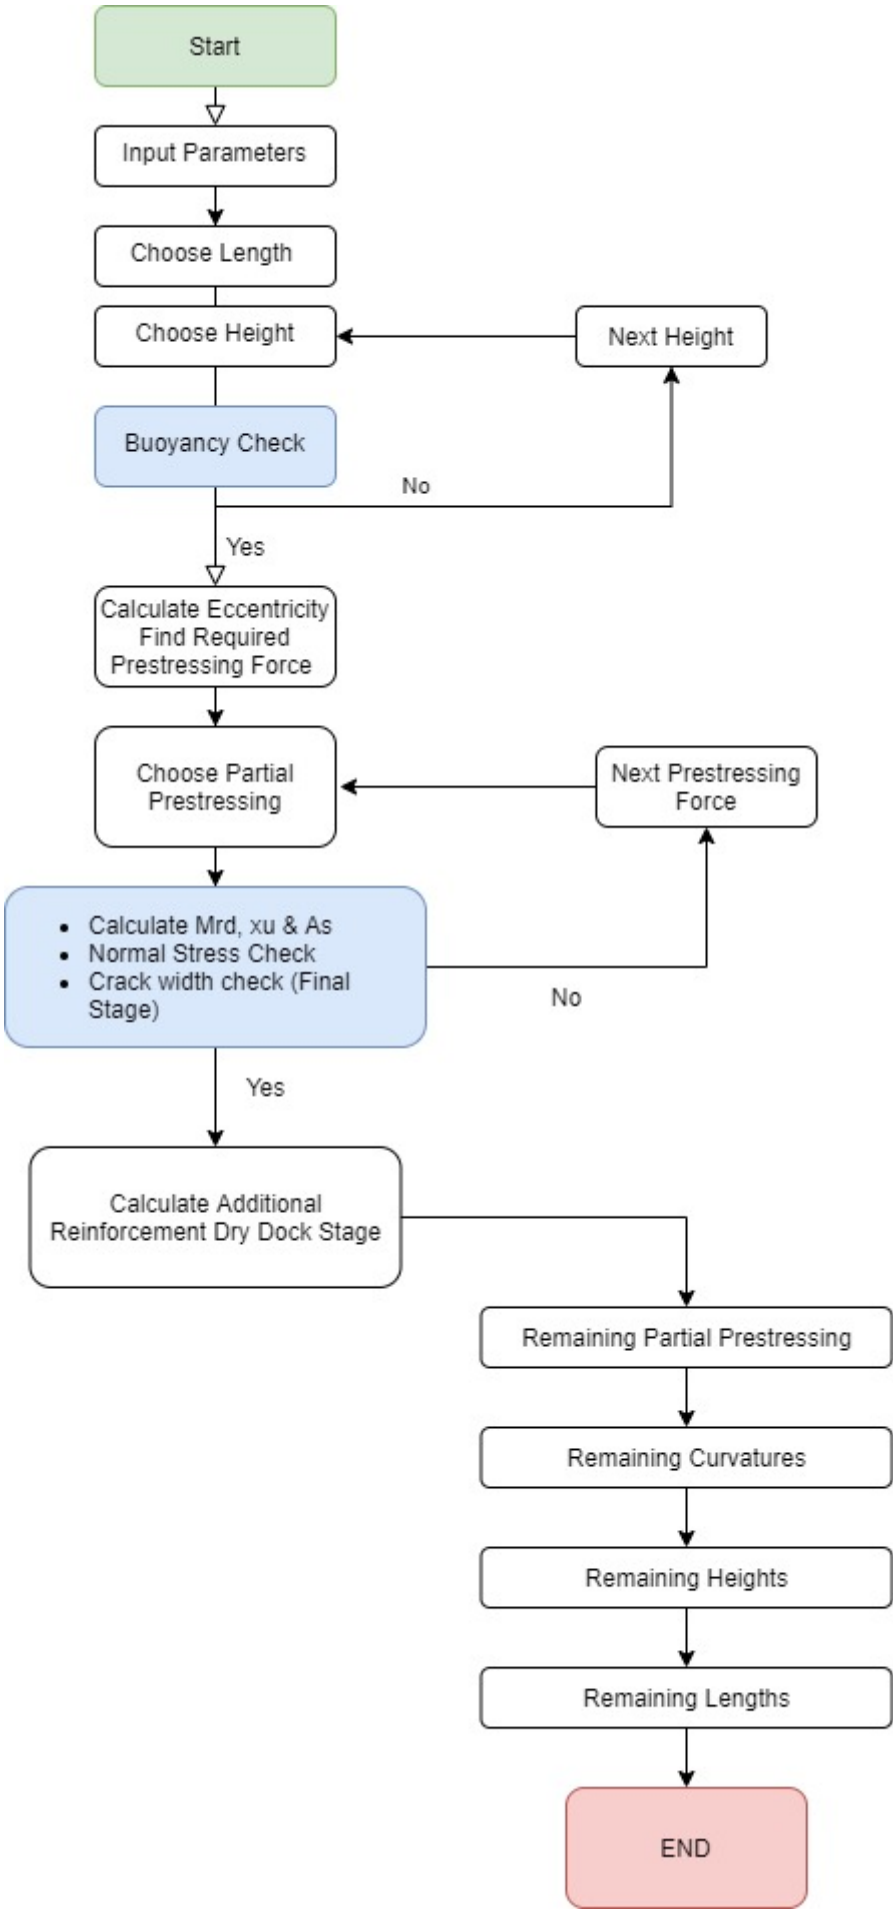 Start
Input Parameters
Choose Length
Choose Height
Next Height
Buoyancy Check
No
Yes
Calculate Eccentricity
Find Required
Prestressing Force
Choose Partial
Prestressing
Next Prestressing
Force
• Calculate Mrd, xu & As
• Normal Stress Check
• Crack width check (Final
Stage)
No
Yes
Calculate Additional
Reinforcement Dry Dock Stage
Remaining Partial Prestressing
Remaining Curvatures
Remaining Heights
Remaining Lengths
END